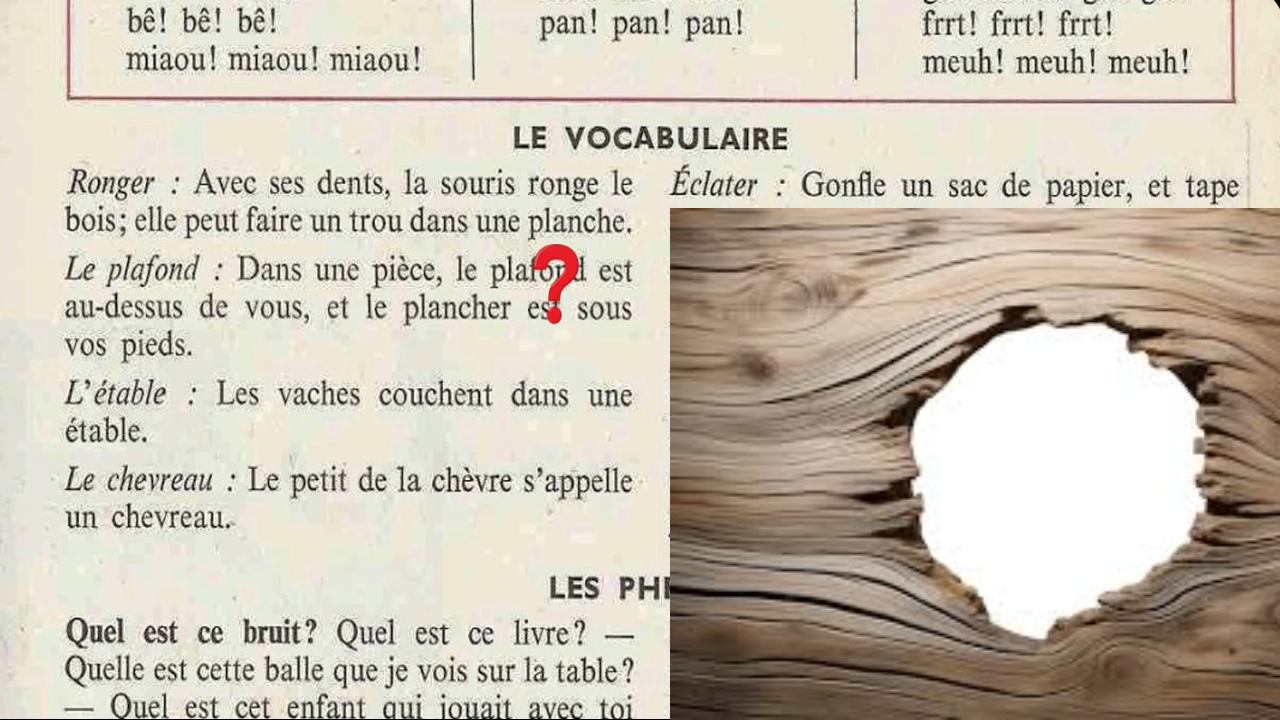 bê! bê! bê!
miaou! miaou! miaou!
pan! pan! pan!
frrt! frrt! frrt!
meuh! meuh! meuh!
LE VOCABULAIRE
Ronger : Avec ses dents, la souris ronge le
bois; elle peut faire un trou dans une planche.
Le plafond : Dans une pièce, le plafond est
au-dessus de vous, et le plancher est sous
vos pieds.
L'étable : Les vaches couchent dans une
étable.
Le chevreau : Le petit de la chèvre s'appelle
un chevreau.
Éclater : Gonfle un sac de papier, et tape
?
LES
Quel est ce bruit? Quel est ce livre? —
Quelle est cette balle que je vois sur la table?
— Quel est cet enfant qui jouait avec toi